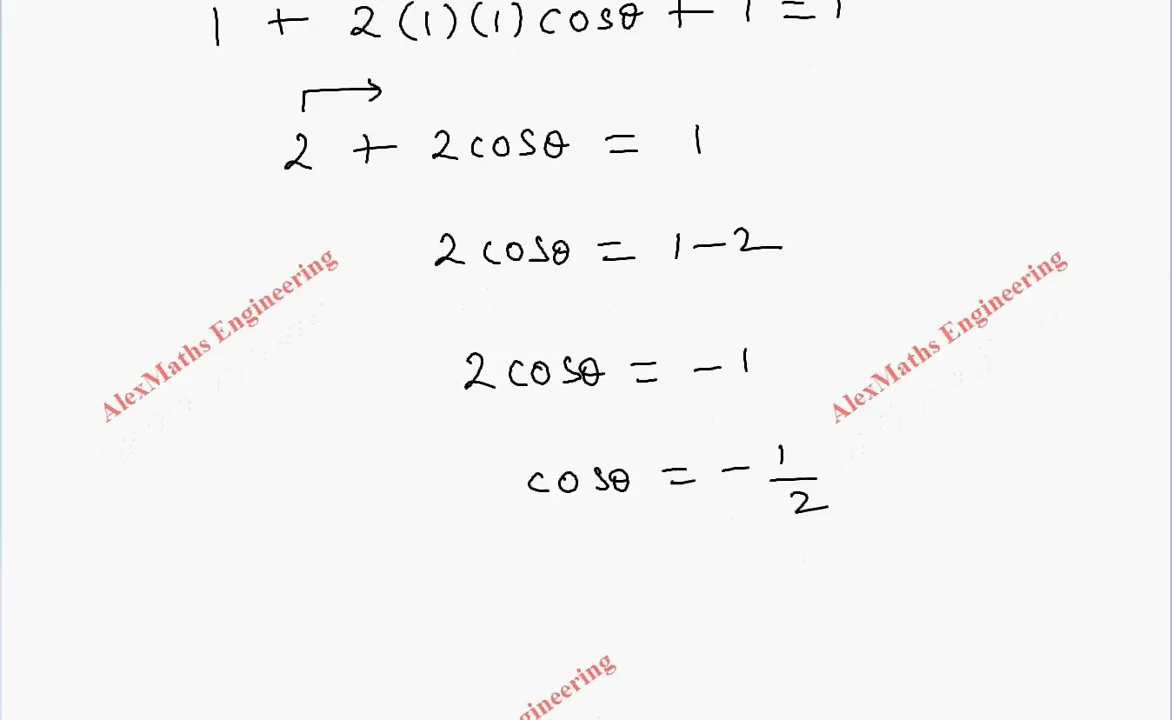 1 + 2(1)(1)cosθ + 1 = 1
2 + 2cosθ = 1
2cosθ = 1-2
AlexMaths Engineering
AlexMaths Engineering
2cosθ = -1
cosθ = - 1/2
gineering